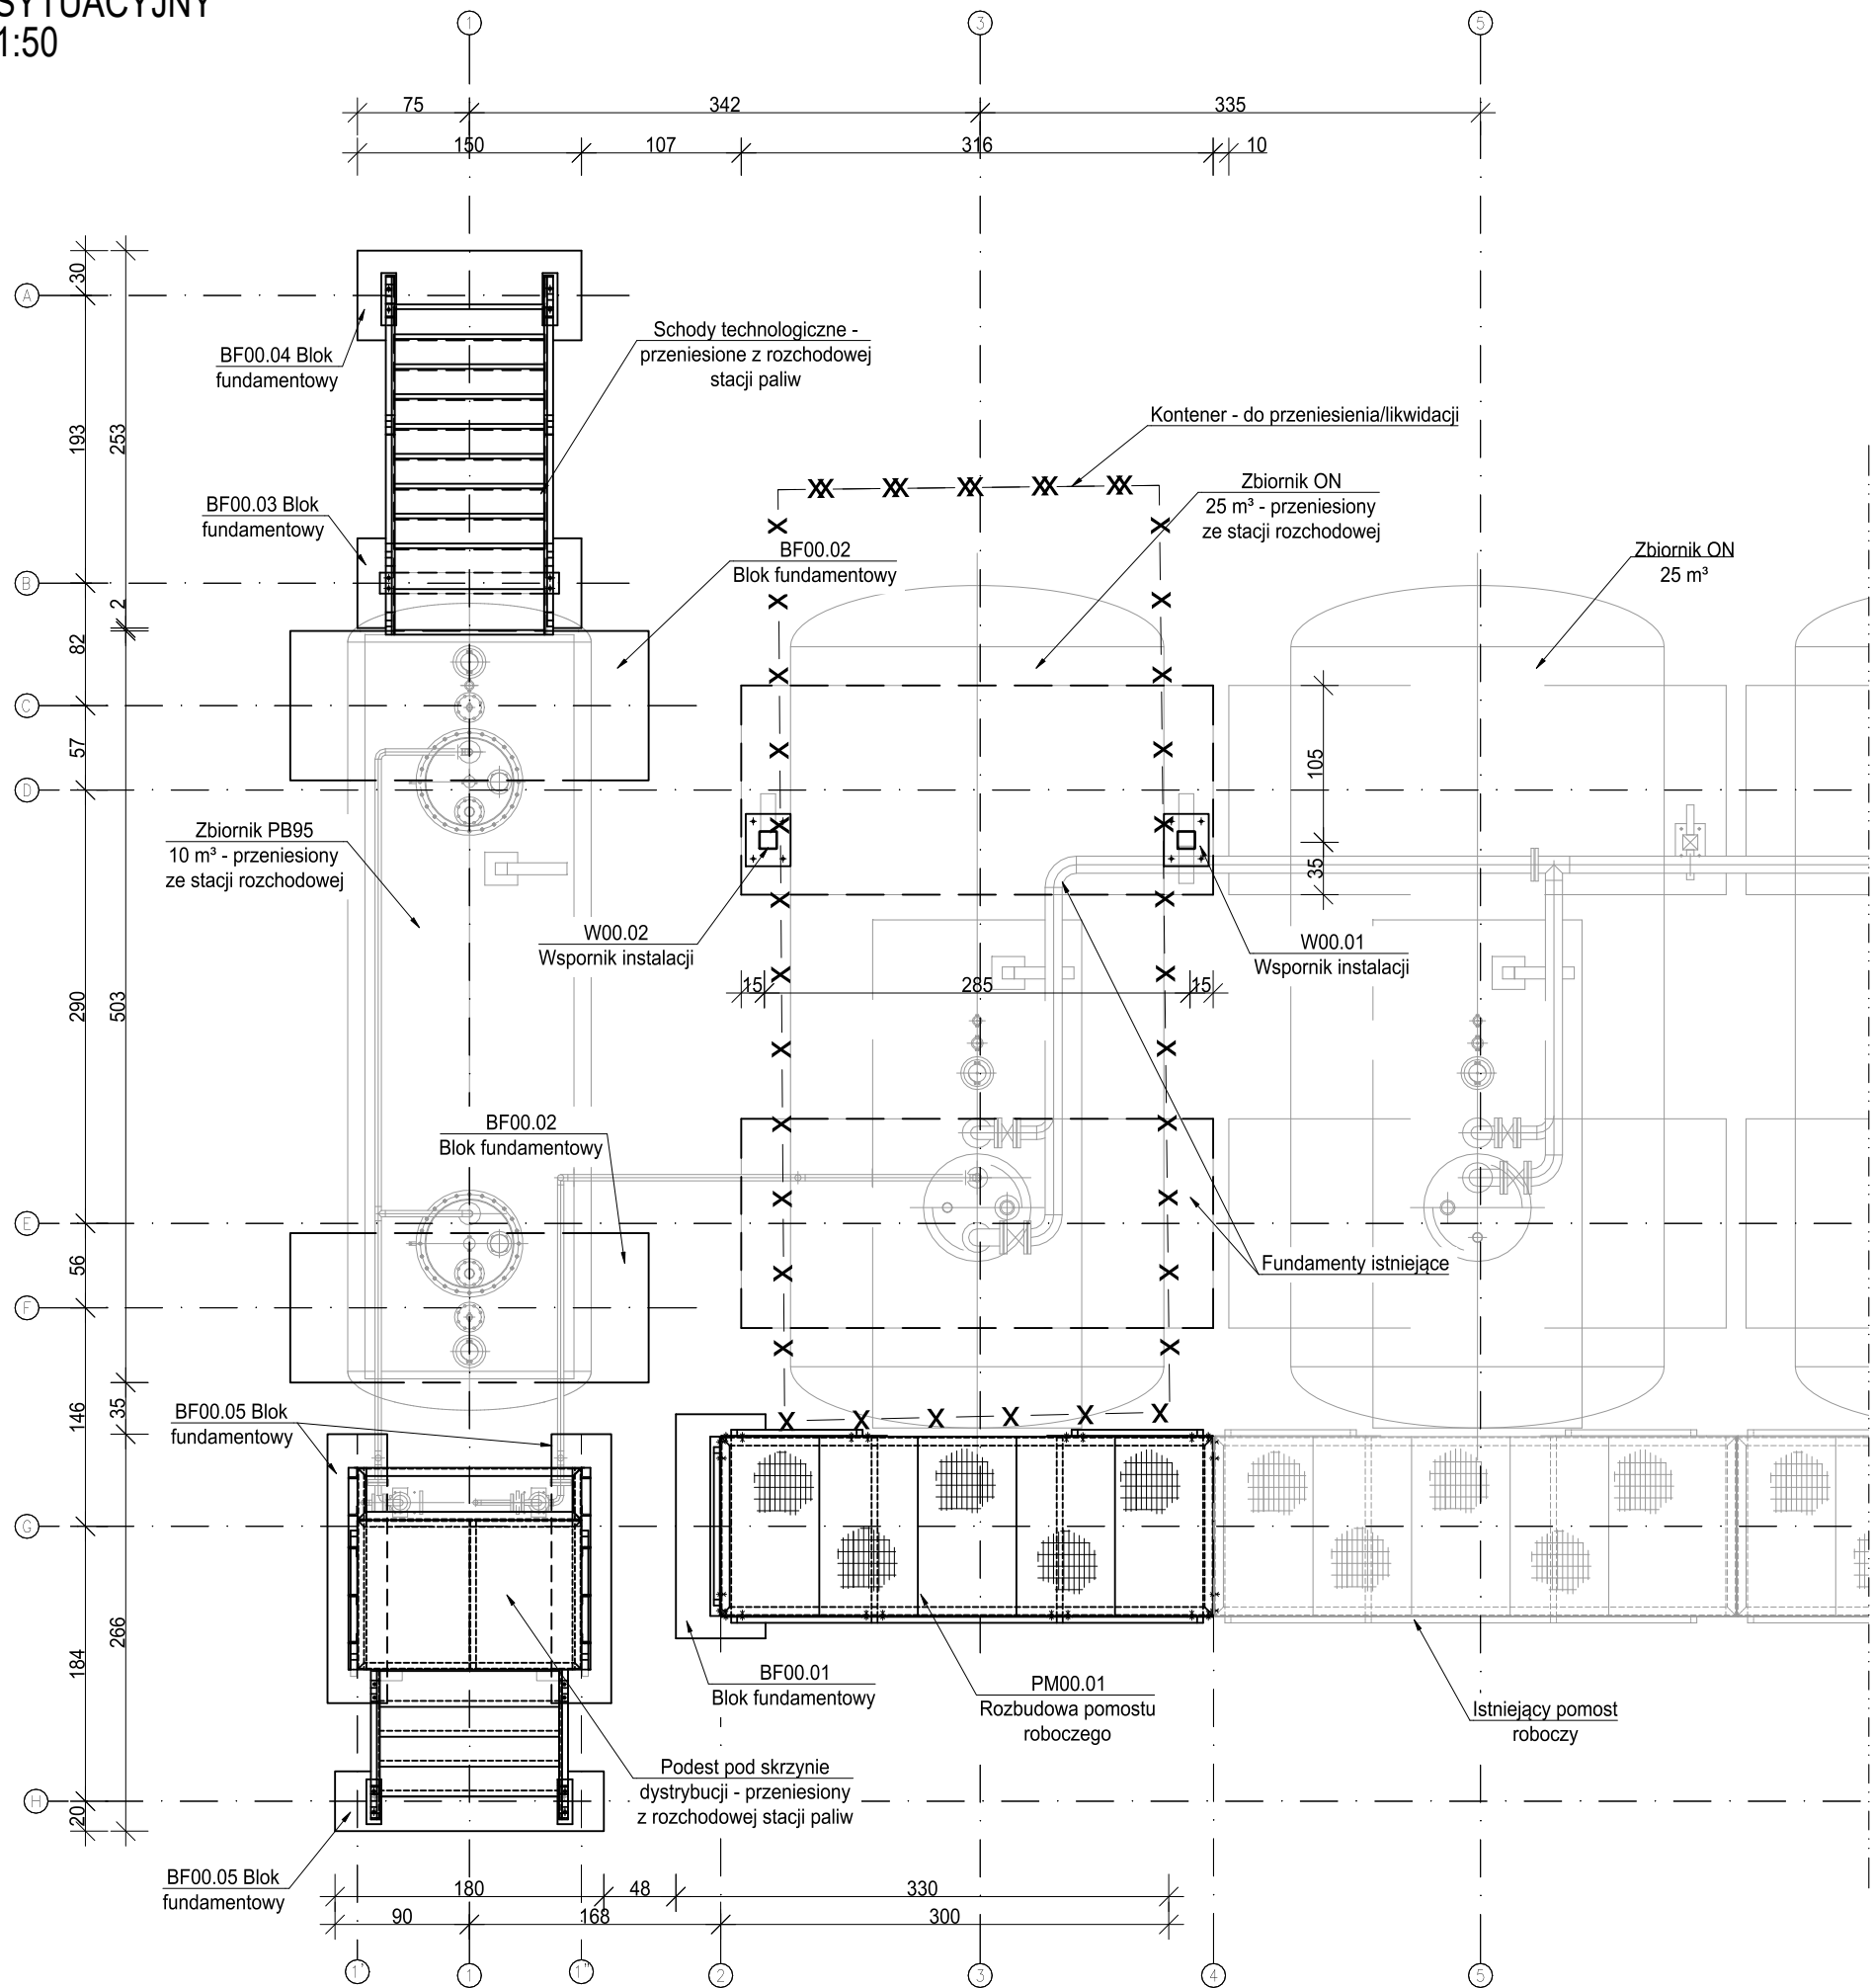 SYTUACYJNY
1:50
1
3
5
75
342
335
150
107
316
10
30
A
193
253
BF00.04 Blok
fundamentowy
Schody technologiczne -
przeniesione z rozchodowej
stacji paliw
Kontener - do przeniesienia/likwidacji
Zbiornik ON
25 m³ - przeniesiony
ze stacji rozchodowej
BF00.03 Blok
fundamentowy
BF00.02
Blok fundamentowy
Zbiornik ON
25 m³
B
2
82
C
57
D
105
35
Zbiornik PB95
10 m³ - przeniesiony
ze stacji rozchodowej
W00.02
Wspornik instalacji
W00.01
Wspornik instalacji
15
285
15
290
503
BF00.02
Blok fundamentowy
E
56
F
Fundamenty istniejące
146
35
BF00.05 Blok
fundamentowy
G
184
266
BF00.01
Blok fundamentowy
PM00.01
Rozbudowa pomostu
roboczego
Istniejący pomost
roboczy
Podest pod skrzynie
dystrybucji - przeniesiony
z rozchodowej stacji paliw
H
20
BF00.05 Blok
fundamentowy
180
48
330
90
168
300
1'
1
1"
2
3
4
5